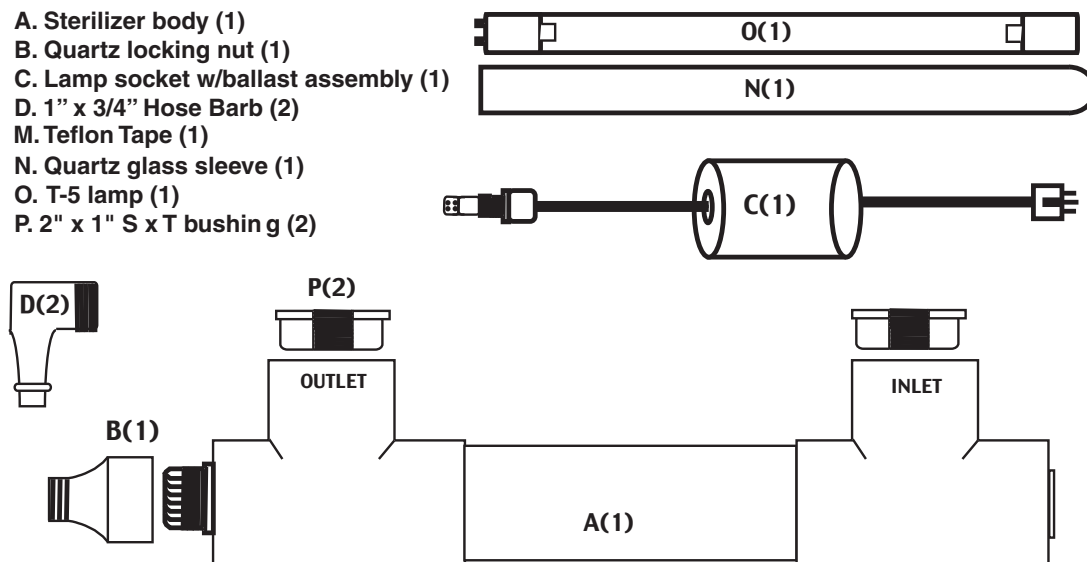 A. Sterilizer body (1)
B. Quartz locking nut (1)
C. Lamp socket w/ballast assembly (1)
D. 1” x 3/4” Hose Barb (2)
M. Teflon Tape (1)
N. Quartz glass sleeve (1)
O. T-5 lamp (1)
P. 2" x 1" S x T bushin g (2)
O(1)
N(1)
C(1)
D(2)
P(2)
OUTLET
INLET
B(1)
A(1)